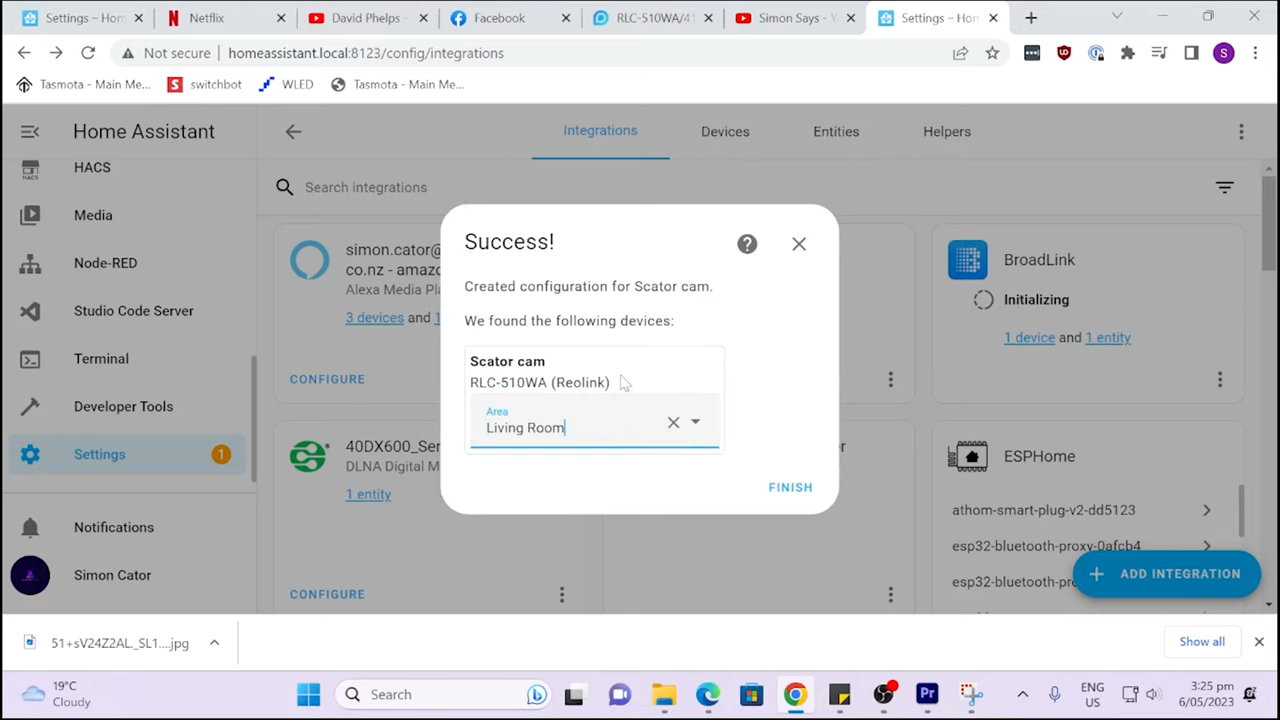 Settings – Hom
Netflix
David Phelps -
Facebook
RLC-510WA/41
Simon Says - Y
Settings – Hom
Not secure
homeassistant.local:8123/config/integrations
Tasmota - Main Me...
switchbot
WLED
Tasmota - Main Me...
S
Home Assistant
Integrations
Devices
Entities
Helpers
HACS
Media
Node-RED
Studio Code Server
Terminal
Developer Tools
Settings
1
Notifications
Simon Cator
Search integrations
simon.cator@
co.nz - amazo
Alexa Media Pla
3 devices and 1
CONFIGURE
BroadLink
Initializing
1 device and 1 entity
40DX600_Ser
DLNA Digital M
1 entity
CONFIGURE
er
ESPHome
athom-smart-plug-v2-dd5123
esp32-bluetooth-proxy-0afcb4
esp32-bluetooth-pro
ADD INTEGRATION
Success!
Created configuration for Scator cam.
We found the following devices:
Scator cam
RLC-510WA (Reolink)
Area
Living Room
FINISH
51+sV24Z2AL._SL1....jpg
Show all
19°C
Cloudy
Search
Pr
ENG
US
3:25 pm
6/05/2023